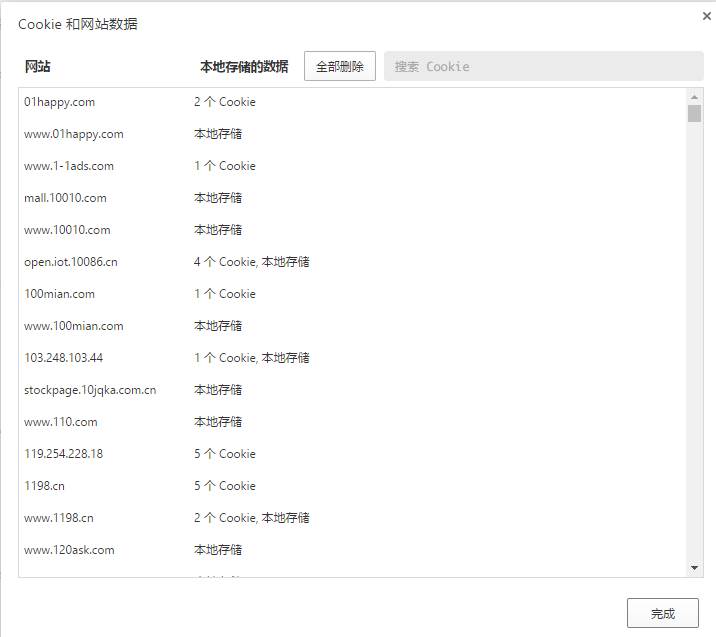 Cookie 和网站数据
网站 本地存储的数据 全部删除 搜索 Cookie
01happy.com 2 个 Cookie
www.01happy.com 本地存储
www.1-1ads.com 1 个 Cookie
mall.10010.com 本地存储
www.10010.com 本地存储
open.iot.10086.cn 4 个 Cookie, 本地存储
100mian.com 1 个 Cookie
www.100mian.com 本地存储
103.248.103.44 1 个 Cookie, 本地存储
stockpage.10jqka.com.cn 本地存储
www.110.com 本地存储
119.254.228.18 5 个 Cookie
1198.cn 5 个 Cookie
www.1198.cn 2 个 Cookie, 本地存储
www.120ask.com 本地存储
完成